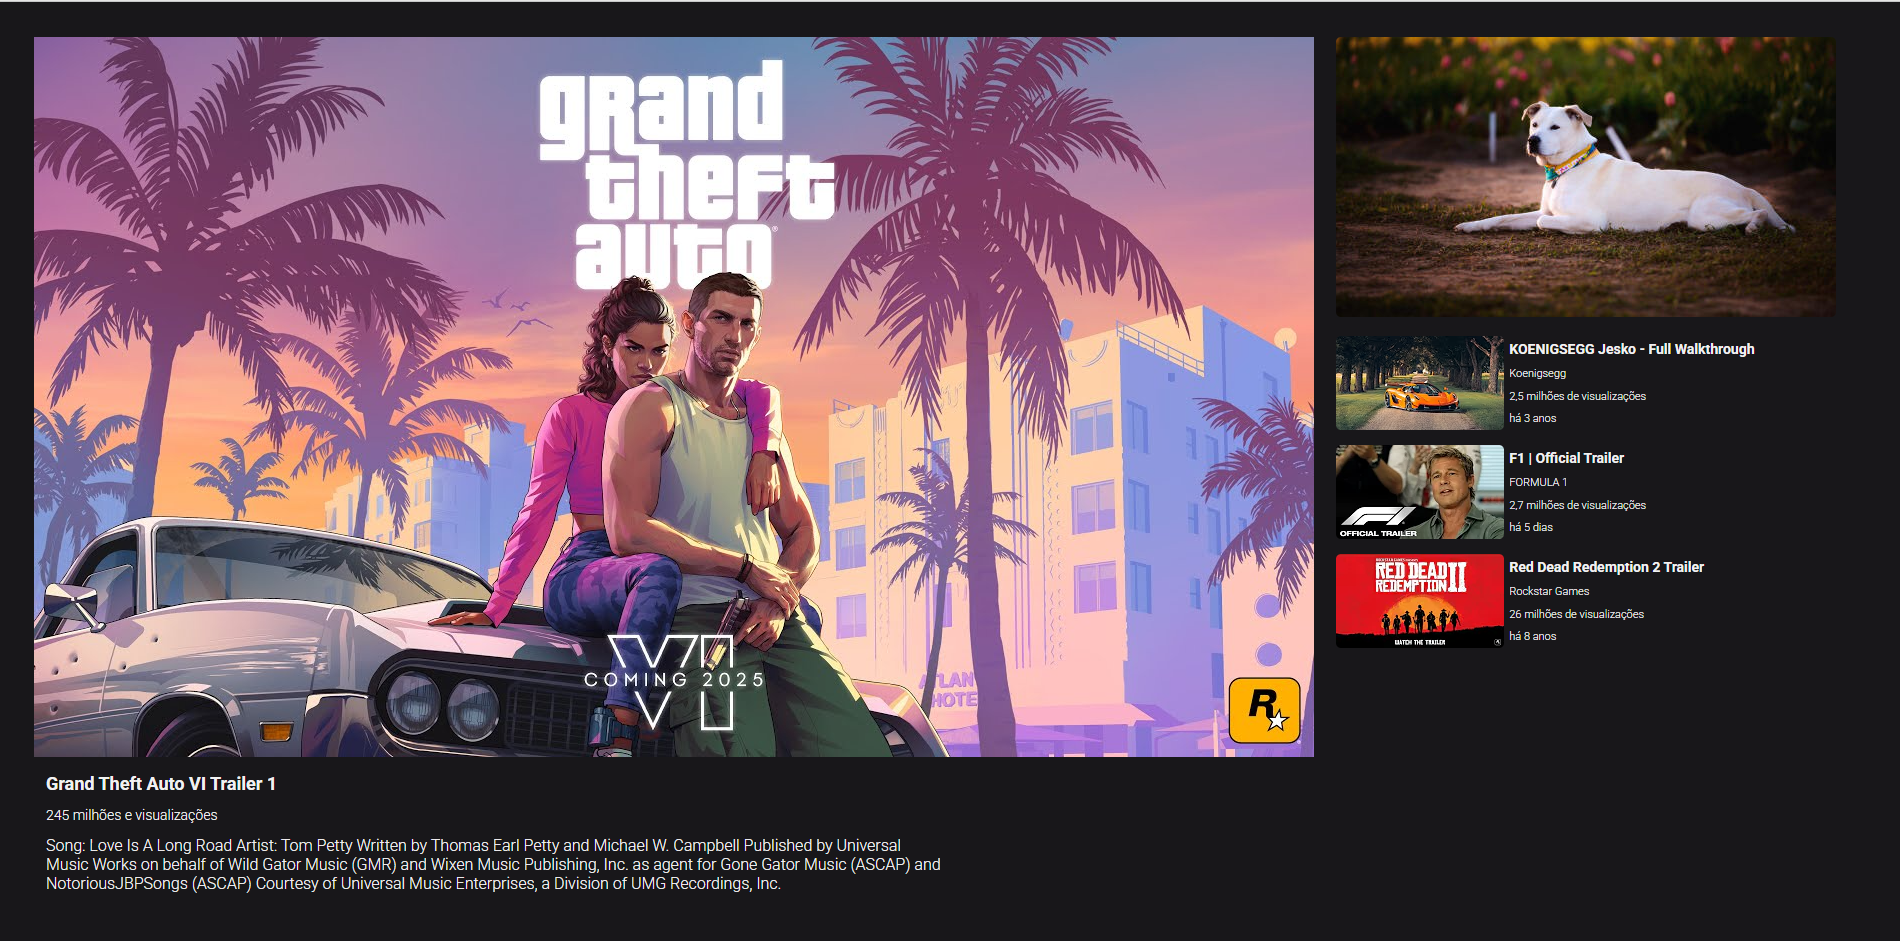 grand
theft
auto
VI
COMING 2025
ATLAN
HOTE
R
Grand Theft Auto VI Trailer 1
245 milhões e visualizações
Song: Love Is A Long Road Artist: Tom Petty Written by Thomas Earl Petty and Michael W. Campbell Published by Universal
Music Works on behalf of Wild Gator Music (GMR) and Wixen Music Publishing, Inc. as agent for Gone Gator Music (ASCAP) and
NotoriousJBPSongs (ASCAP) Courtesy of Universal Music Enterprises, a Division of UMG Recordings, Inc.
KOENIGSEGG Jesko - Full Walkthrough
Koenigsegg
2,5 milhões de visualizações
há 3 anos
F1
OFFICIAL TRAILER
F1 | Official Trailer
FORMULA 1
2,7 milhões de visualizações
há 5 dias
RED DEAD
REDEMPTION II
WATCH THE TRAILER
Red Dead Redemption 2 Trailer
Rockstar Games
26 milhões de visualizações
há 8 anos